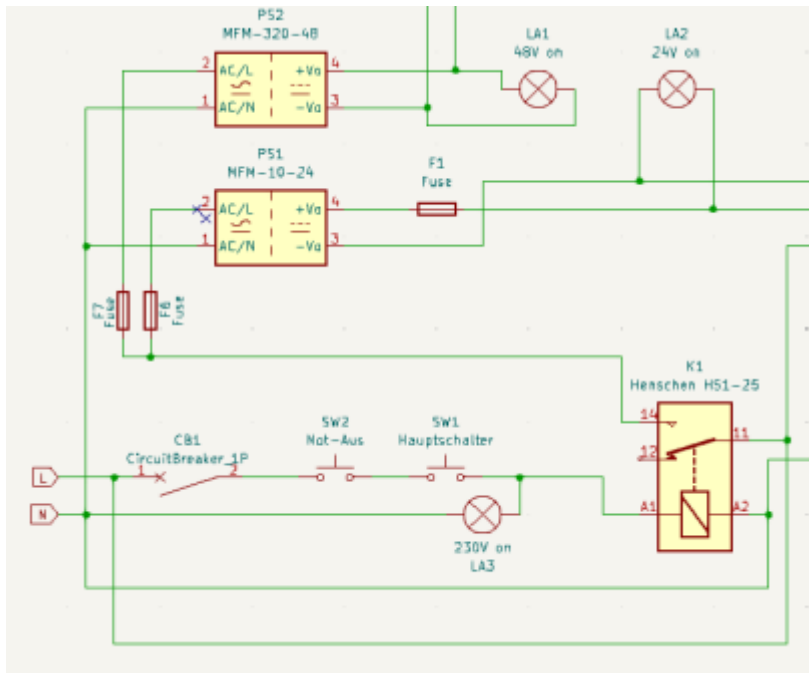 PS2
MFM-320-48
2
AC/L
+Vo
4
1
AC/N
-Vo
3
LA1
48V on
LA2
24V on
PS1
MFM-10-24
2
AC/L
+Vo
4
1
AC/N
-Vo
3
F1
Fuse
F7
Fuse
Fuse
K1
Henschen HS1-25
14
12
11
A1
A2
CB1
CircuitBreaker_1P
1
2
SW2
Not-Aus
SW1
Hauptschalter
L
N
230V on
LA3